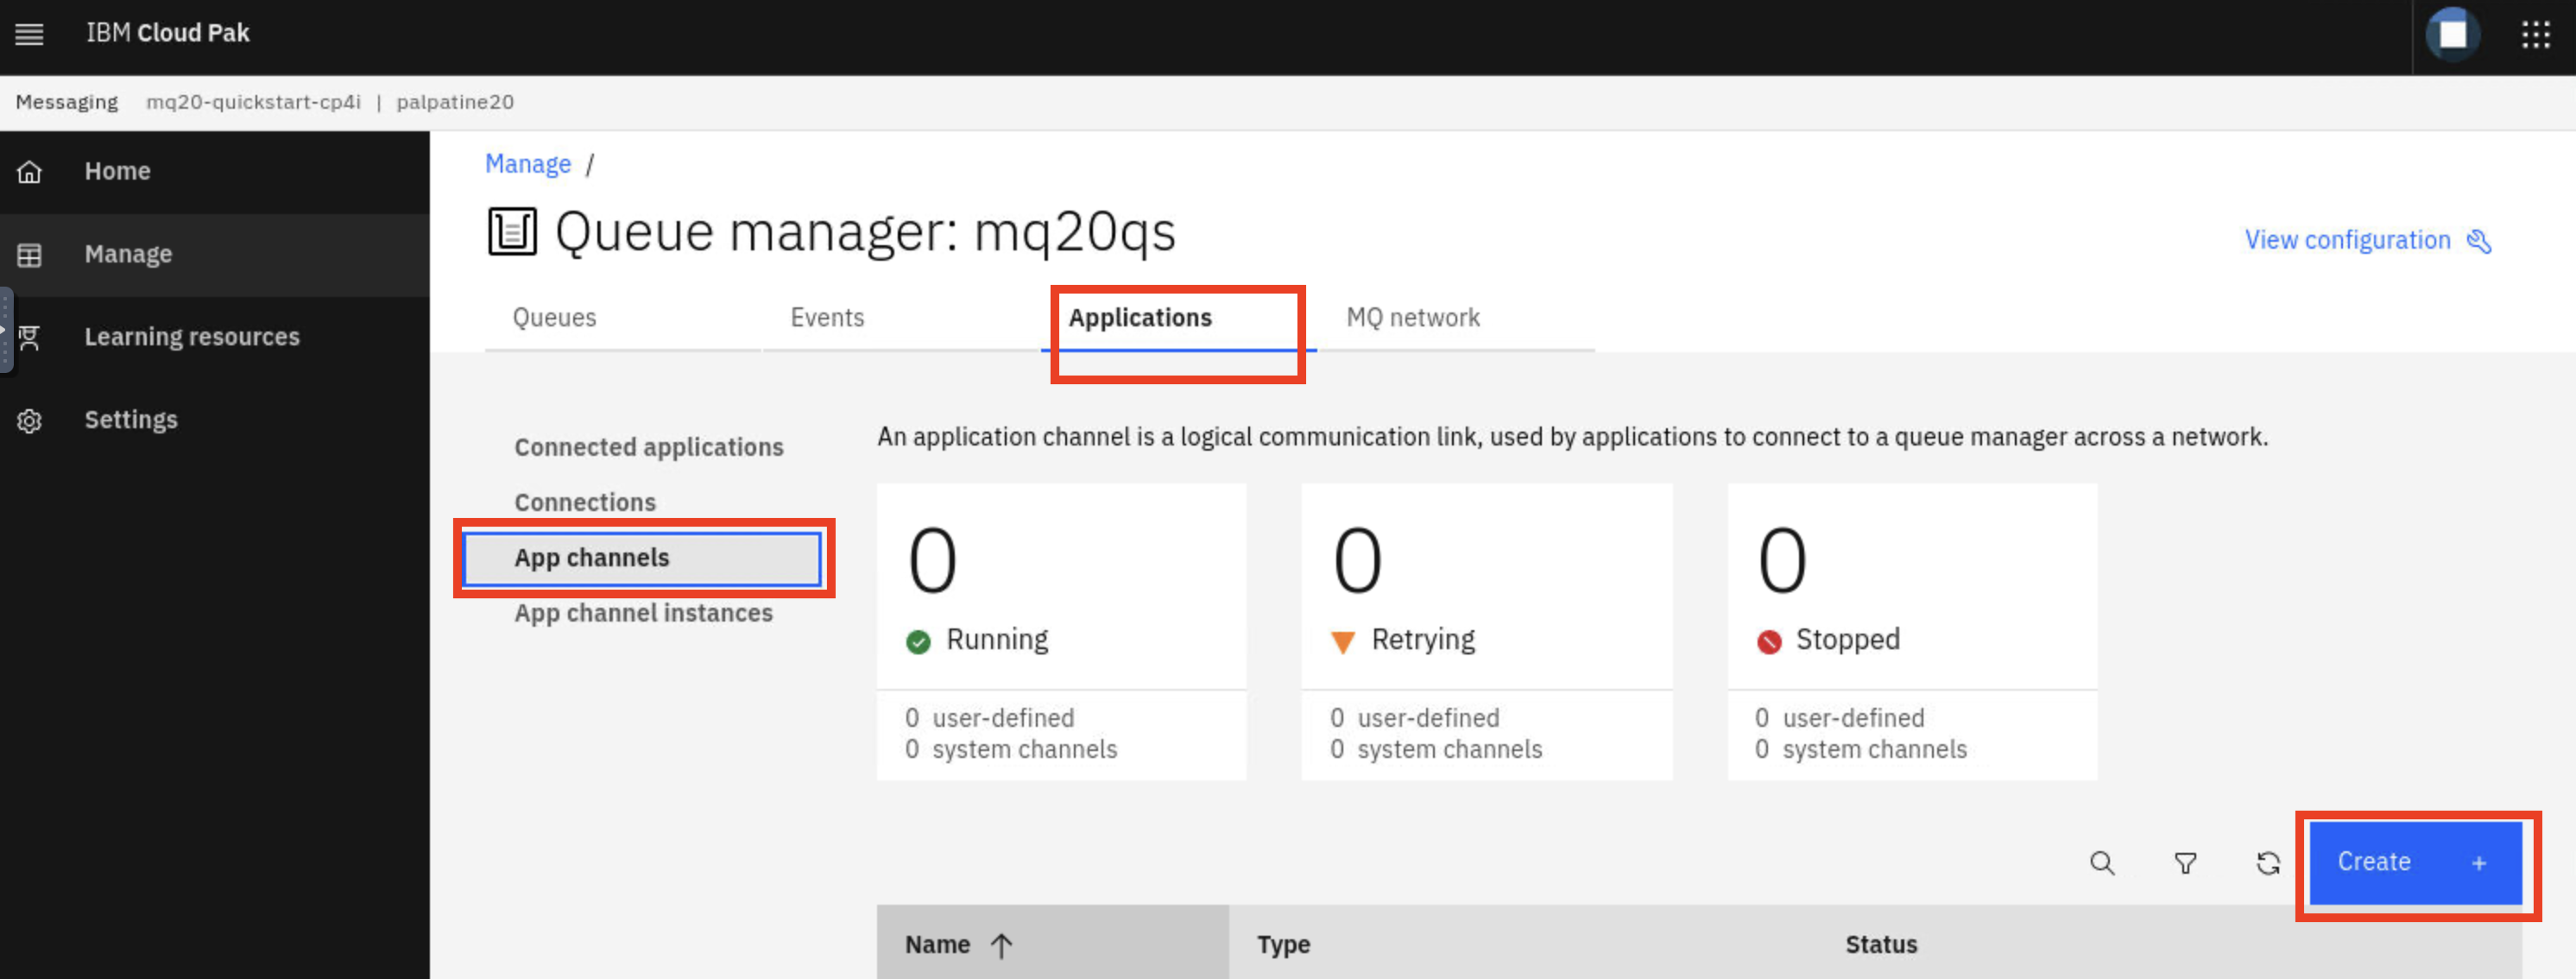 IBM Cloud Pak
Messaging mq20-quickstart-cp4i | palpatine20
Home
Manage
Learning resources
Settings
Manage /
Queue manager: mq20qs
View configuration
Queues Events Applications MQ network
Connected applications
Connections
App channels
App channel instances
An application channel is a logical communication link, used by applications to connect to a queue manager across a network.
0
Running
0 user-defined
0 system channels
0
Retrying
0 user-defined
0 system channels
0
Stopped
0 user-defined
0 system channels
Create +
Name Type Status